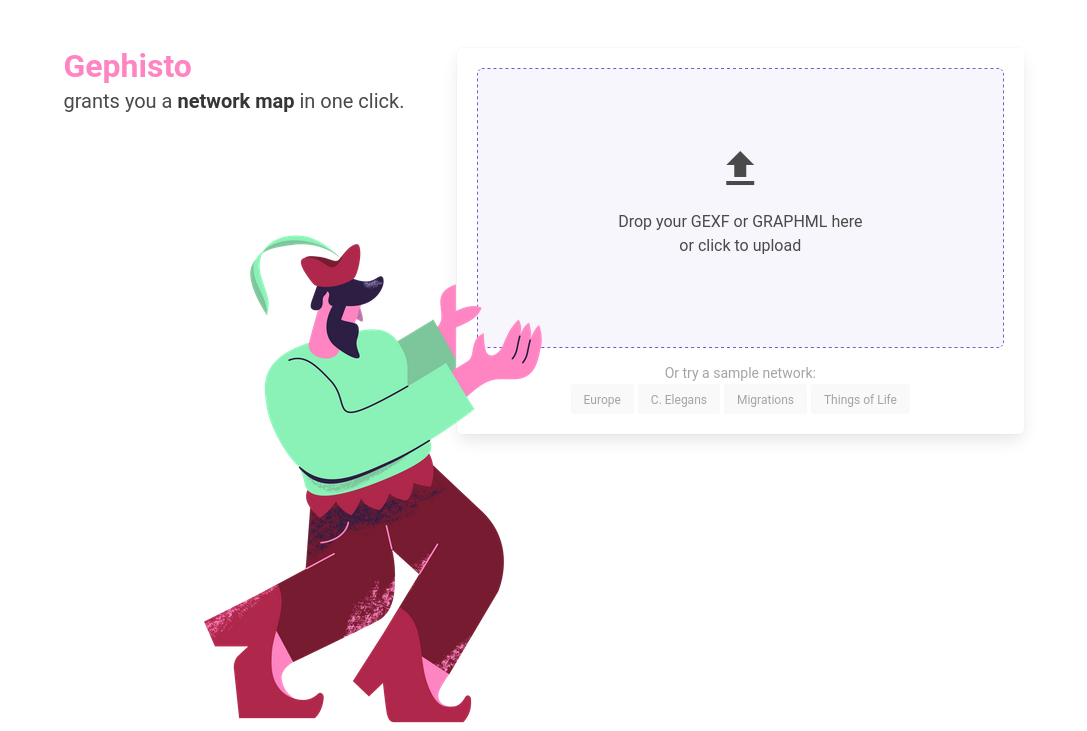 Gephisto
grants you a network map in one click.
Drop your GEXF or GRAPHML here
or click to upload
Or try a sample network:
Europe C. Elegans Migrations Things of Life